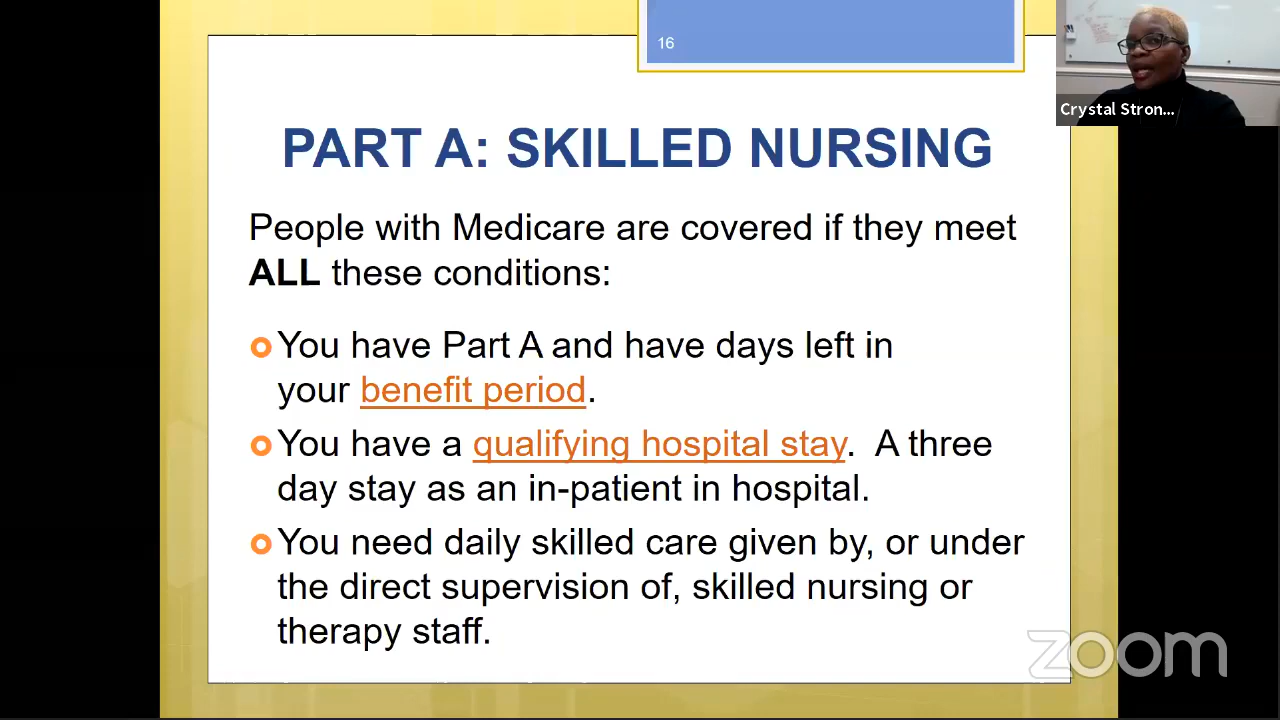 16
Crystal Stron...
PART A: SKILLED NURSING
People with Medicare are covered if they meet
ALL these conditions:
You have Part A and have days left in
your benefit period.
You have a qualifying hospital stay.  A three
day stay as an in-patient in hospital.
You need daily skilled care given by, or under
the direct supervision of, skilled nursing or
therapy staff.
zoom